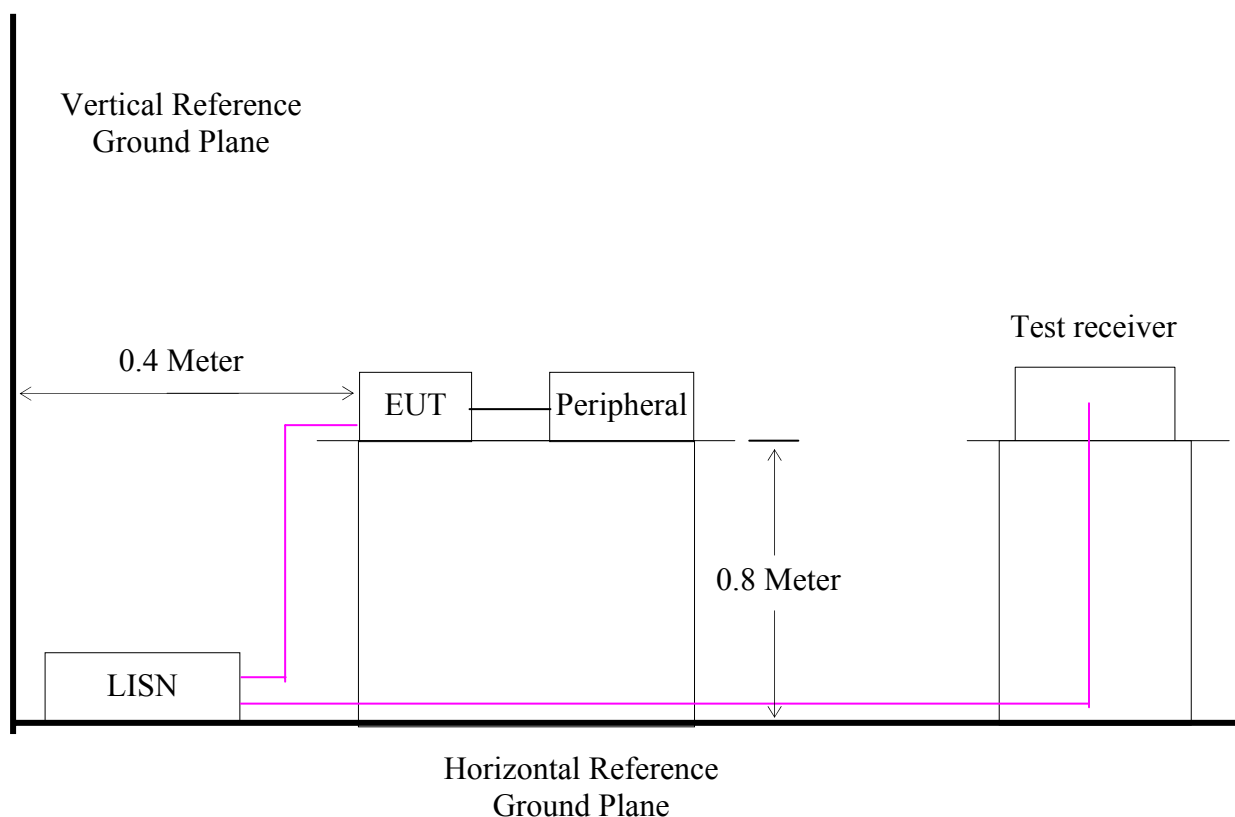 Vertical Reference
Ground Plane
Test receiver
0.4 Meter
EUT
Peripheral
0.8 Meter
LISN
Horizontal Reference
Ground Plane